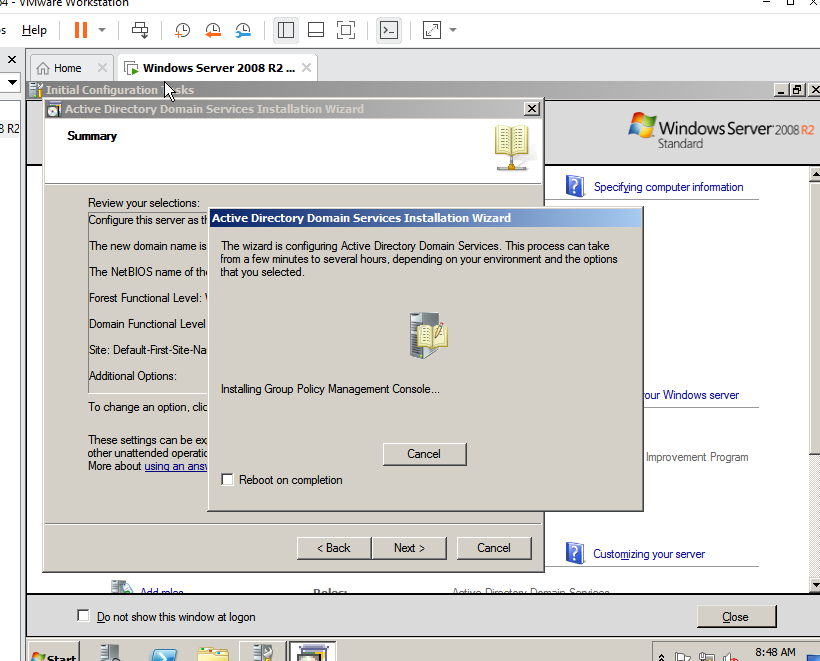 64 - VMware Workstation
Help
Home
Windows Server 2008 R2 ...
8 R2
Initial Configuration Tasks
Active Directory Domain Services Installation Wizard
Summary
Windows Server 2008 R2
Standard
Specifying computer information
Review your selections:
Configure this server as
The new domain name is
The NetBIOS name of the
Forest Functional Level:
Domain Functional Level
Site: Default-First-Site-Na
Additional Options:
To change an option, clic
These settings can be ex
other unattended operatio
More about using an answ
Active Directory Domain Services Installation Wizard
The wizard is configuring Active Directory Domain Services. This process can take
from a few minutes to several hours, depending on your environment and the options
that you selected.
Installing Group Policy Management Console...
Cancel
Reboot on completion
your Windows server
Improvement Program
< Back
Next >
Cancel
Customizing your server
Add roles
Roles:
Active Directory Domain Services
Do not show this window at logon
Close
Start
8:48 AM